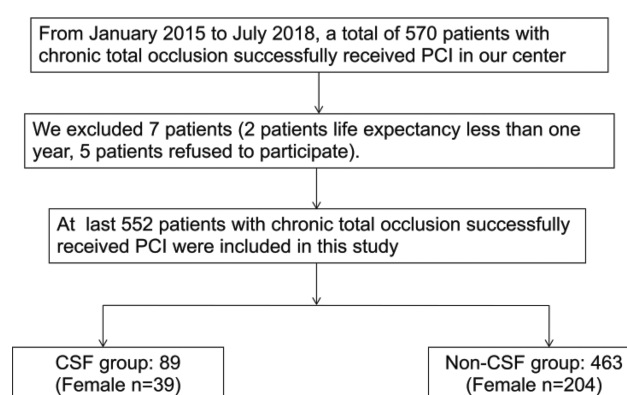 From January 2015 to July 2018, a total of 570 patients with
chronic total occlusion successfully received PCI in our center
We excluded 7 patients (2 patients life expectancy less than one
year, 5 patients refused to participate).
At last 552 patients with chronic total occlusion successfully
received PCI were included in this study
CSF group: 89
(Female n=39)
Non-CSF group: 463
(Female n=204)